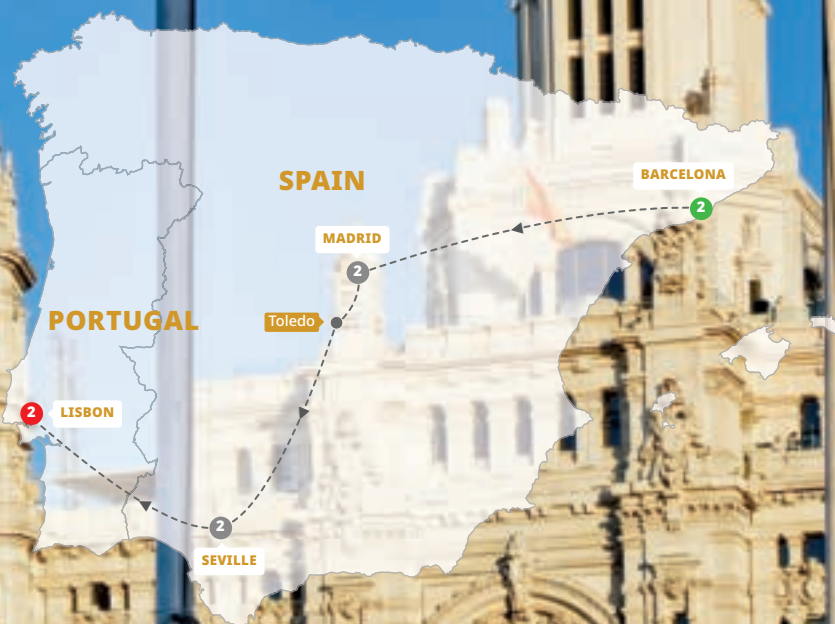 BARCELONA
2
SPAIN
MADRID
2
Toledo
PORTUGAL
2
LISBON
2
SEVILLE